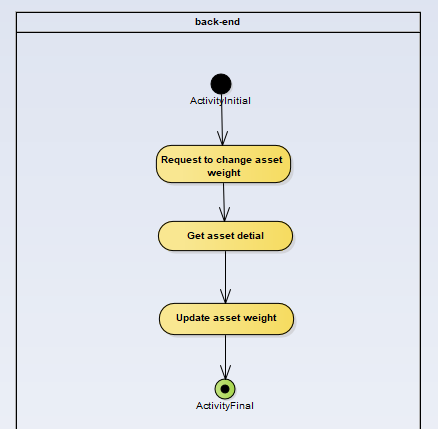 back-end
ActivityInitial
Request to change asset
weight
Get asset detial
Update asset weight
ActivityFinal